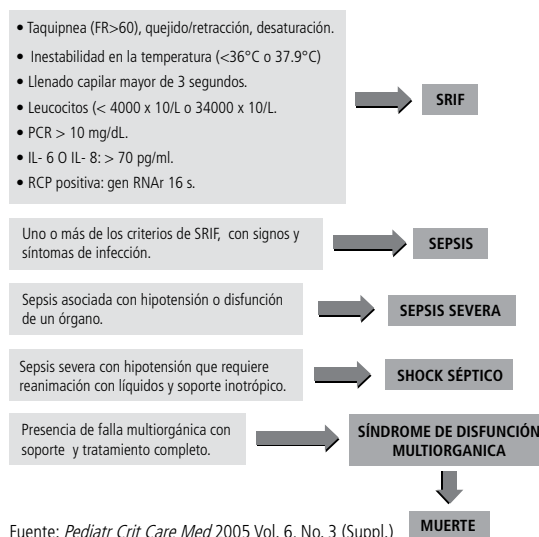 • Taquipnea (FR>60), quejido/retracción, desaturación.
• Inestabilidad en la temperatura (<36°C o 37.9°C)
• Llenado capilar mayor de 3 segundos.
• Leucocitos (< 4000 x 10/L o 34000 x 10/L.
• PCR > 10 mg/dL.
• IL- 6 O IL- 8: > 70 pg/ml.
• RCP positiva: gen RNAr 16 s.
SRIF
Uno o más de los criterios de SRIF, con signos y
síntomas de infección.
SEPSIS
Sepsis asociada con hipotensión o disfunción
de un órgano.
SEPSIS SEVERA
Sepsis severa con hipotensión que requiere
reanimación con líquidos y soporte inotrópico.
SHOCK SÉPTICO
Presencia de falla multiorgánica con
soporte y tratamiento completo.
SÍNDROME DE DISFUNCIÓN
MULTIORGANICA
MUERTE
Fuente: Pediatr Crit Care Med 2005 Vol. 6, No. 3 (Suppl.)